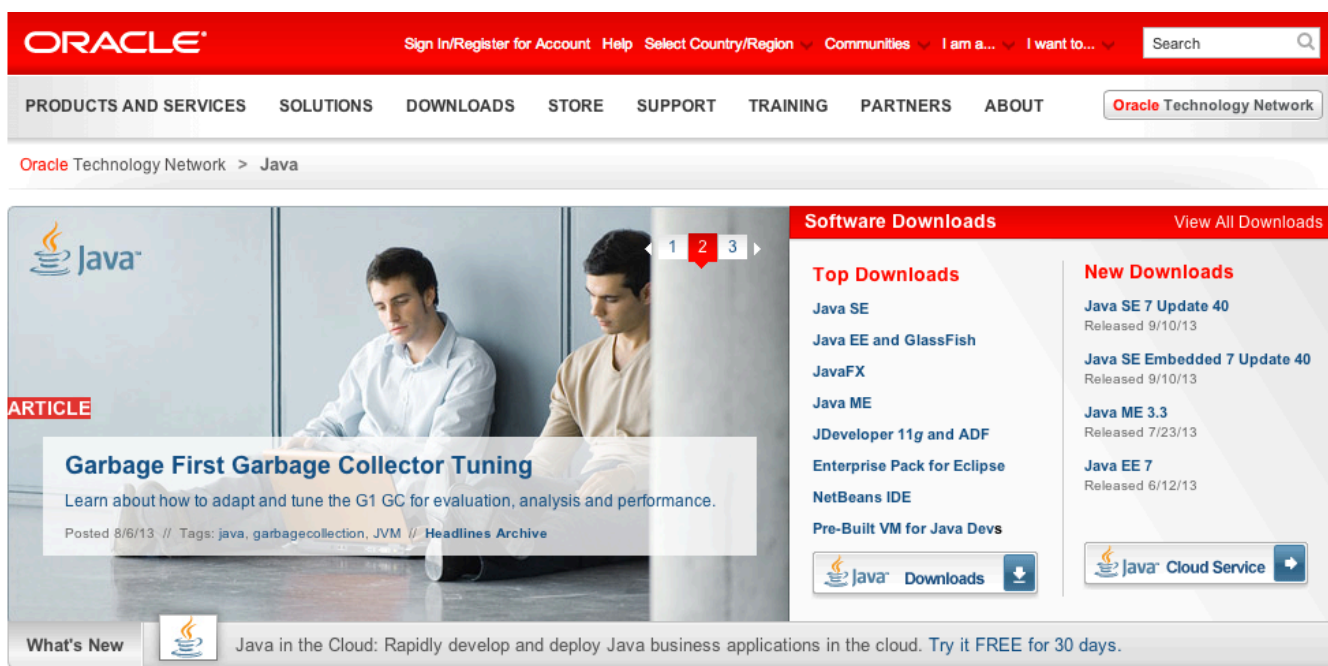 ORACLE
Sign In/Register for Account Help Select Country/Region Communities I am a... I want to... Search
PRODUCTS AND SERVICES SOLUTIONS DOWNLOADS STORE SUPPORT TRAINING PARTNERS ABOUT Oracle Technology Network
Oracle Technology Network > Java
Java
1 2 3
ARTICLE
Garbage First Garbage Collector Tuning
Learn about how to adapt and tune the G1 GC for evaluation, analysis and performance.
Posted 8/6/13 // Tags: java, garbagecollection, JVM // Headlines Archive
Software Downloads View All Downloads
Top Downloads
Java SE
Java EE and GlassFish
JavaFX
Java ME
JDeveloper 11g and ADF
Enterprise Pack for Eclipse
NetBeans IDE
Pre-Built VM for Java Devs
Java Downloads
New Downloads
Java SE 7 Update 40
Released 9/10/13
Java SE Embedded 7 Update 40
Released 9/10/13
Java ME 3.3
Released 7/23/13
Java EE 7
Released 6/12/13
Java Cloud Service
What's New Java in the Cloud: Rapidly develop and deploy Java business applications in the cloud. Try it FREE for 30 days.